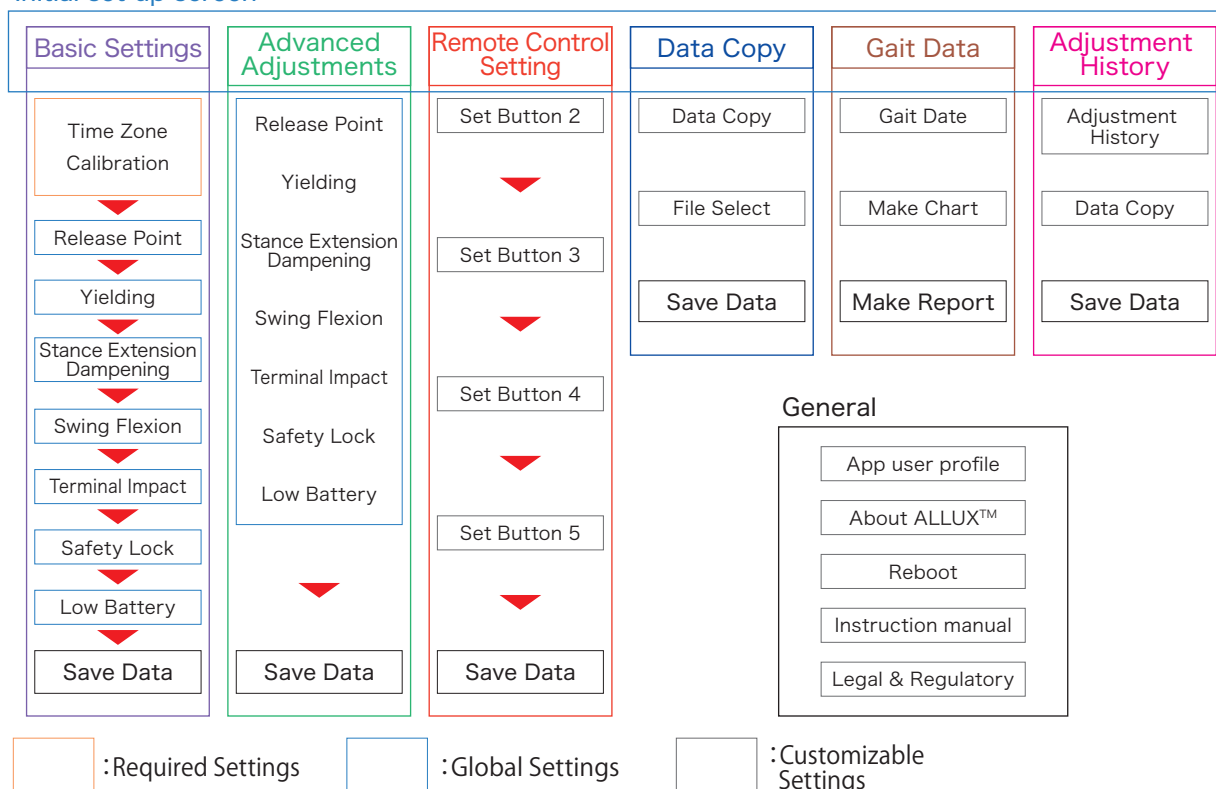 Initial set up screen
Basic Settings
Time Zone
Calibration
Release Point
Yielding
Stance Extension
Dampening
Swing Flexion
Terminal Impact
Safety Lock
Low Battery
Save Data
Advanced
Adjustments
Release Point
Yielding
Stance Extension
Dampening
Swing Flexion
Terminal Impact
Safety Lock
Low Battery
Save Data
Remote Control
Setting
Set Button 2
Set Button 3
Set Button 4
Set Button 5
Save Data
Data Copy
Data Copy
File Select
Save Data
Gait Data
Gait Date
Make Chart
Make Report
Adjustment
History
Adjustment
History
Data Copy
Save Data
General
App user profile
About ALLUX™
Reboot
Instruction manual
Legal & Regulatory
:Required Settings
:Global Settings
:Customizable
Settings